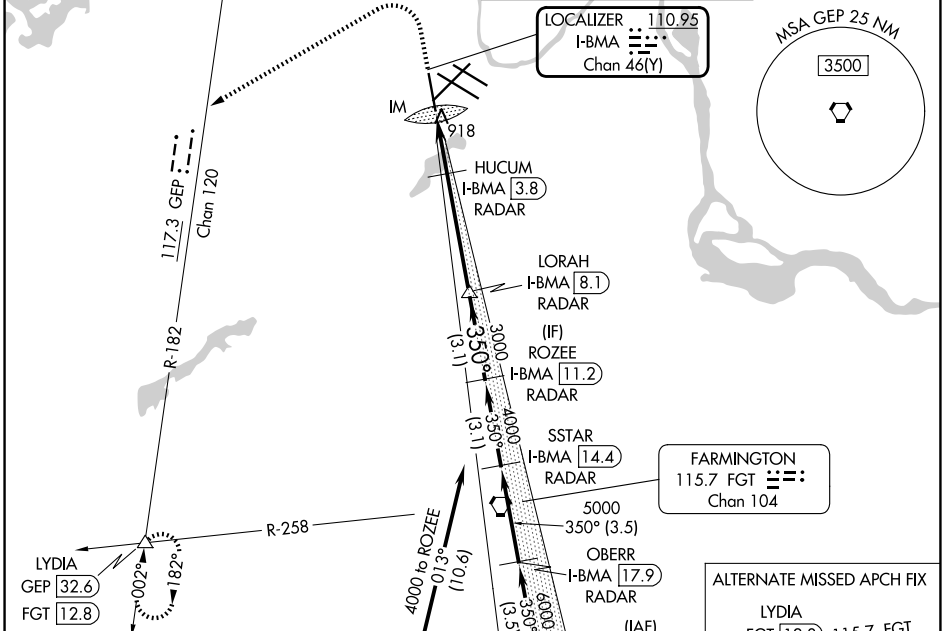 LOCALIZER 110.95
I-BMA
Chan 46(Y)
MSA GEP 25 NM
3500
IM
918
HUCUM
I-BMA 3.8
RADAR
117.3 GEP
Chan 120
LORAH
I-BMA 8.1
RADAR
(IF)
ROZEE
I-BMA 11.2
RADAR
3000
350°
(3.1)
R-182
4000
350°
(3.1)
SSTAR
I-BMA 14.4
RADAR
FARMINGTON
115.7 FGT
Chan 104
5000
350° (3.5)
R-258
4000 to ROZEE
013°
(10.6)
OBERR
I-BMA 17.9
RADAR
LYDIA
GEP 32.6
FGT 12.8
002°
182°
6000
350°
(3.5)
(IAF)
ALTERNATE MISSED APCH FIX
LYDIA
FGT 12.8 115.7 FGT